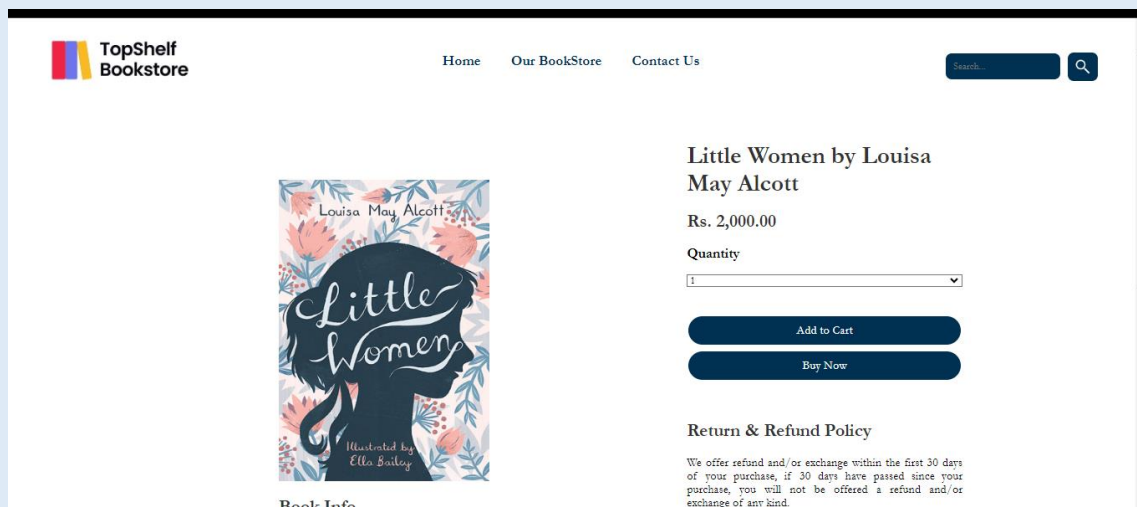 TopShelf
Bookstore
Home Our BookStore Contact Us
Search...
Little Women by Louisa
May Alcott
Rs. 2,000.00
Quantity
1
Add to Cart
Buy Now
Return & Refund Policy
We offer refund and/or exchange within the first 30 days
of your purchase, if 30 days have passed since your
purchase, you will not be offered a refund and/or
exchange of any kind.
Louisa May Alcott
Little
Women
Illustrated by
Ella Bailey
Book Info